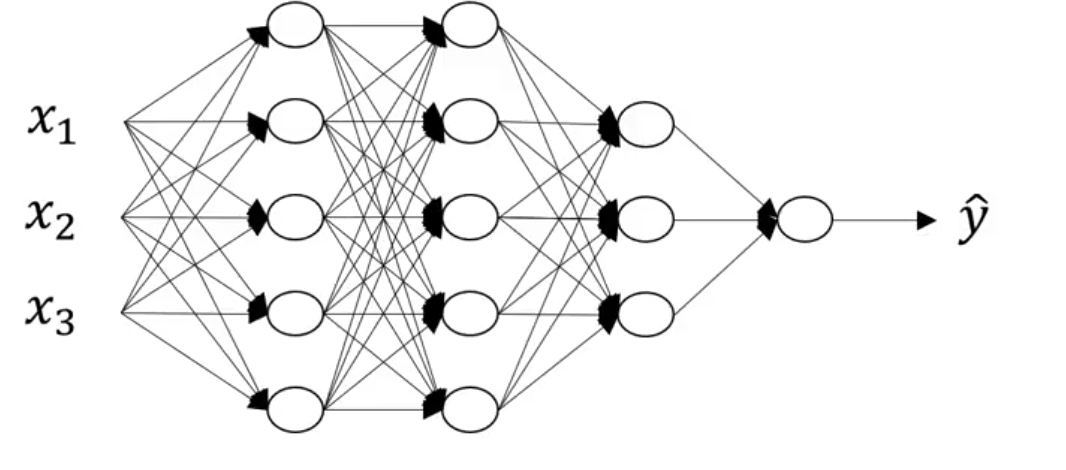 x₁
x₂
x₃
ŷ